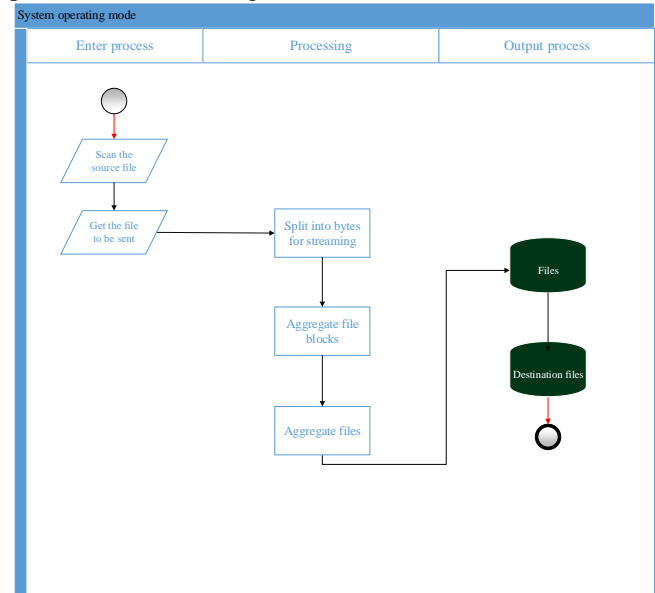 System operating mode
Enter process
Processing
Output process
Scan the
source file
Get the file
to be sent
Split into bytes
for streaming
Aggregate file
blocks
Aggregate files
Files
Destination files